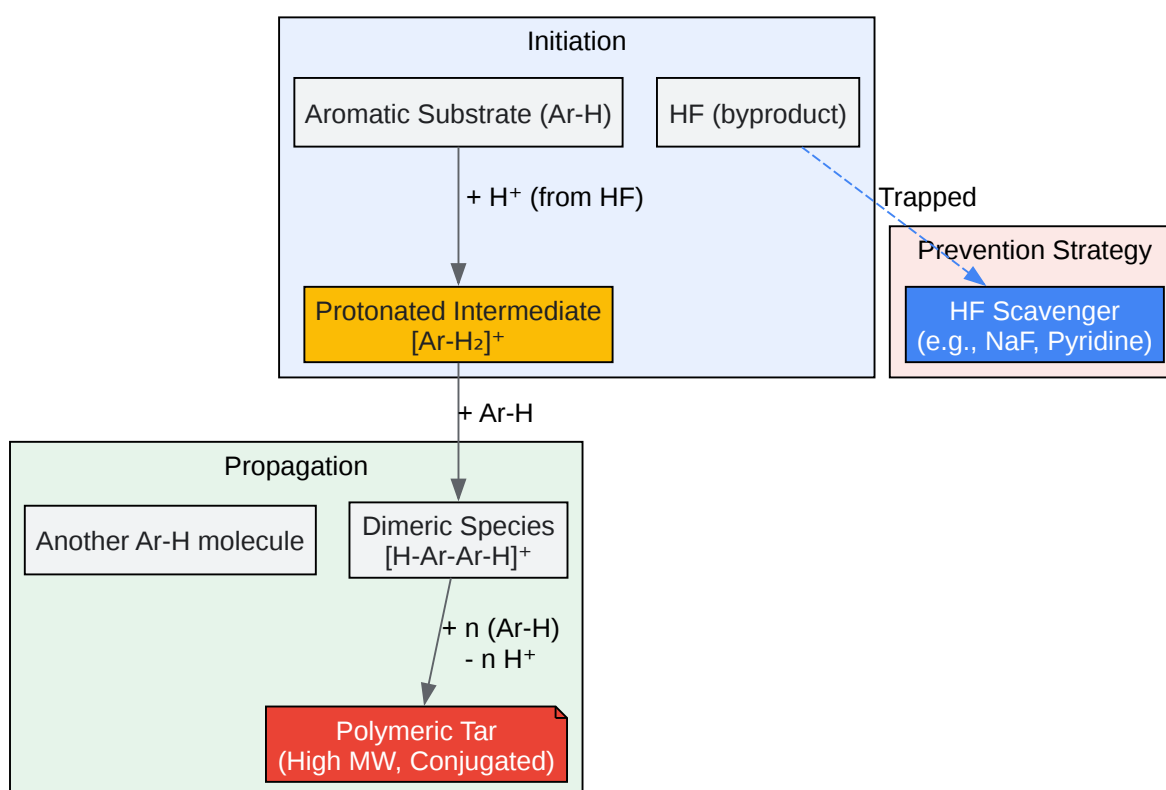 Initiation
Aromatic Substrate (Ar-H)
HF (byproduct)
+ H⁺ (from HF)
Trapped
Protonated Intermediate
[Ar-H₂]⁺
Prevention Strategy
HF Scavenger
(e.g., NaF, Pyridine)
+ Ar-H
Propagation
Another Ar-H molecule
Dimeric Species
[H-Ar-Ar-H]⁺
+ n (Ar-H)
- n H⁺
Polymeric Tar
(High MW, Conjugated)